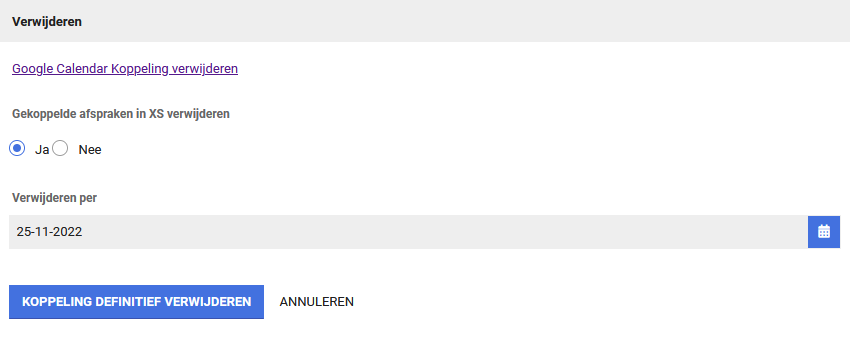 Verwijderen
Google Calendar Koppeling verwijderen
Gekoppelde afspraken in XS verwijderen
Ja Nee
Verwijderen per
25-11-2022
KOPPELING DEFINITIEF VERWIJDEREN ANNULEREN